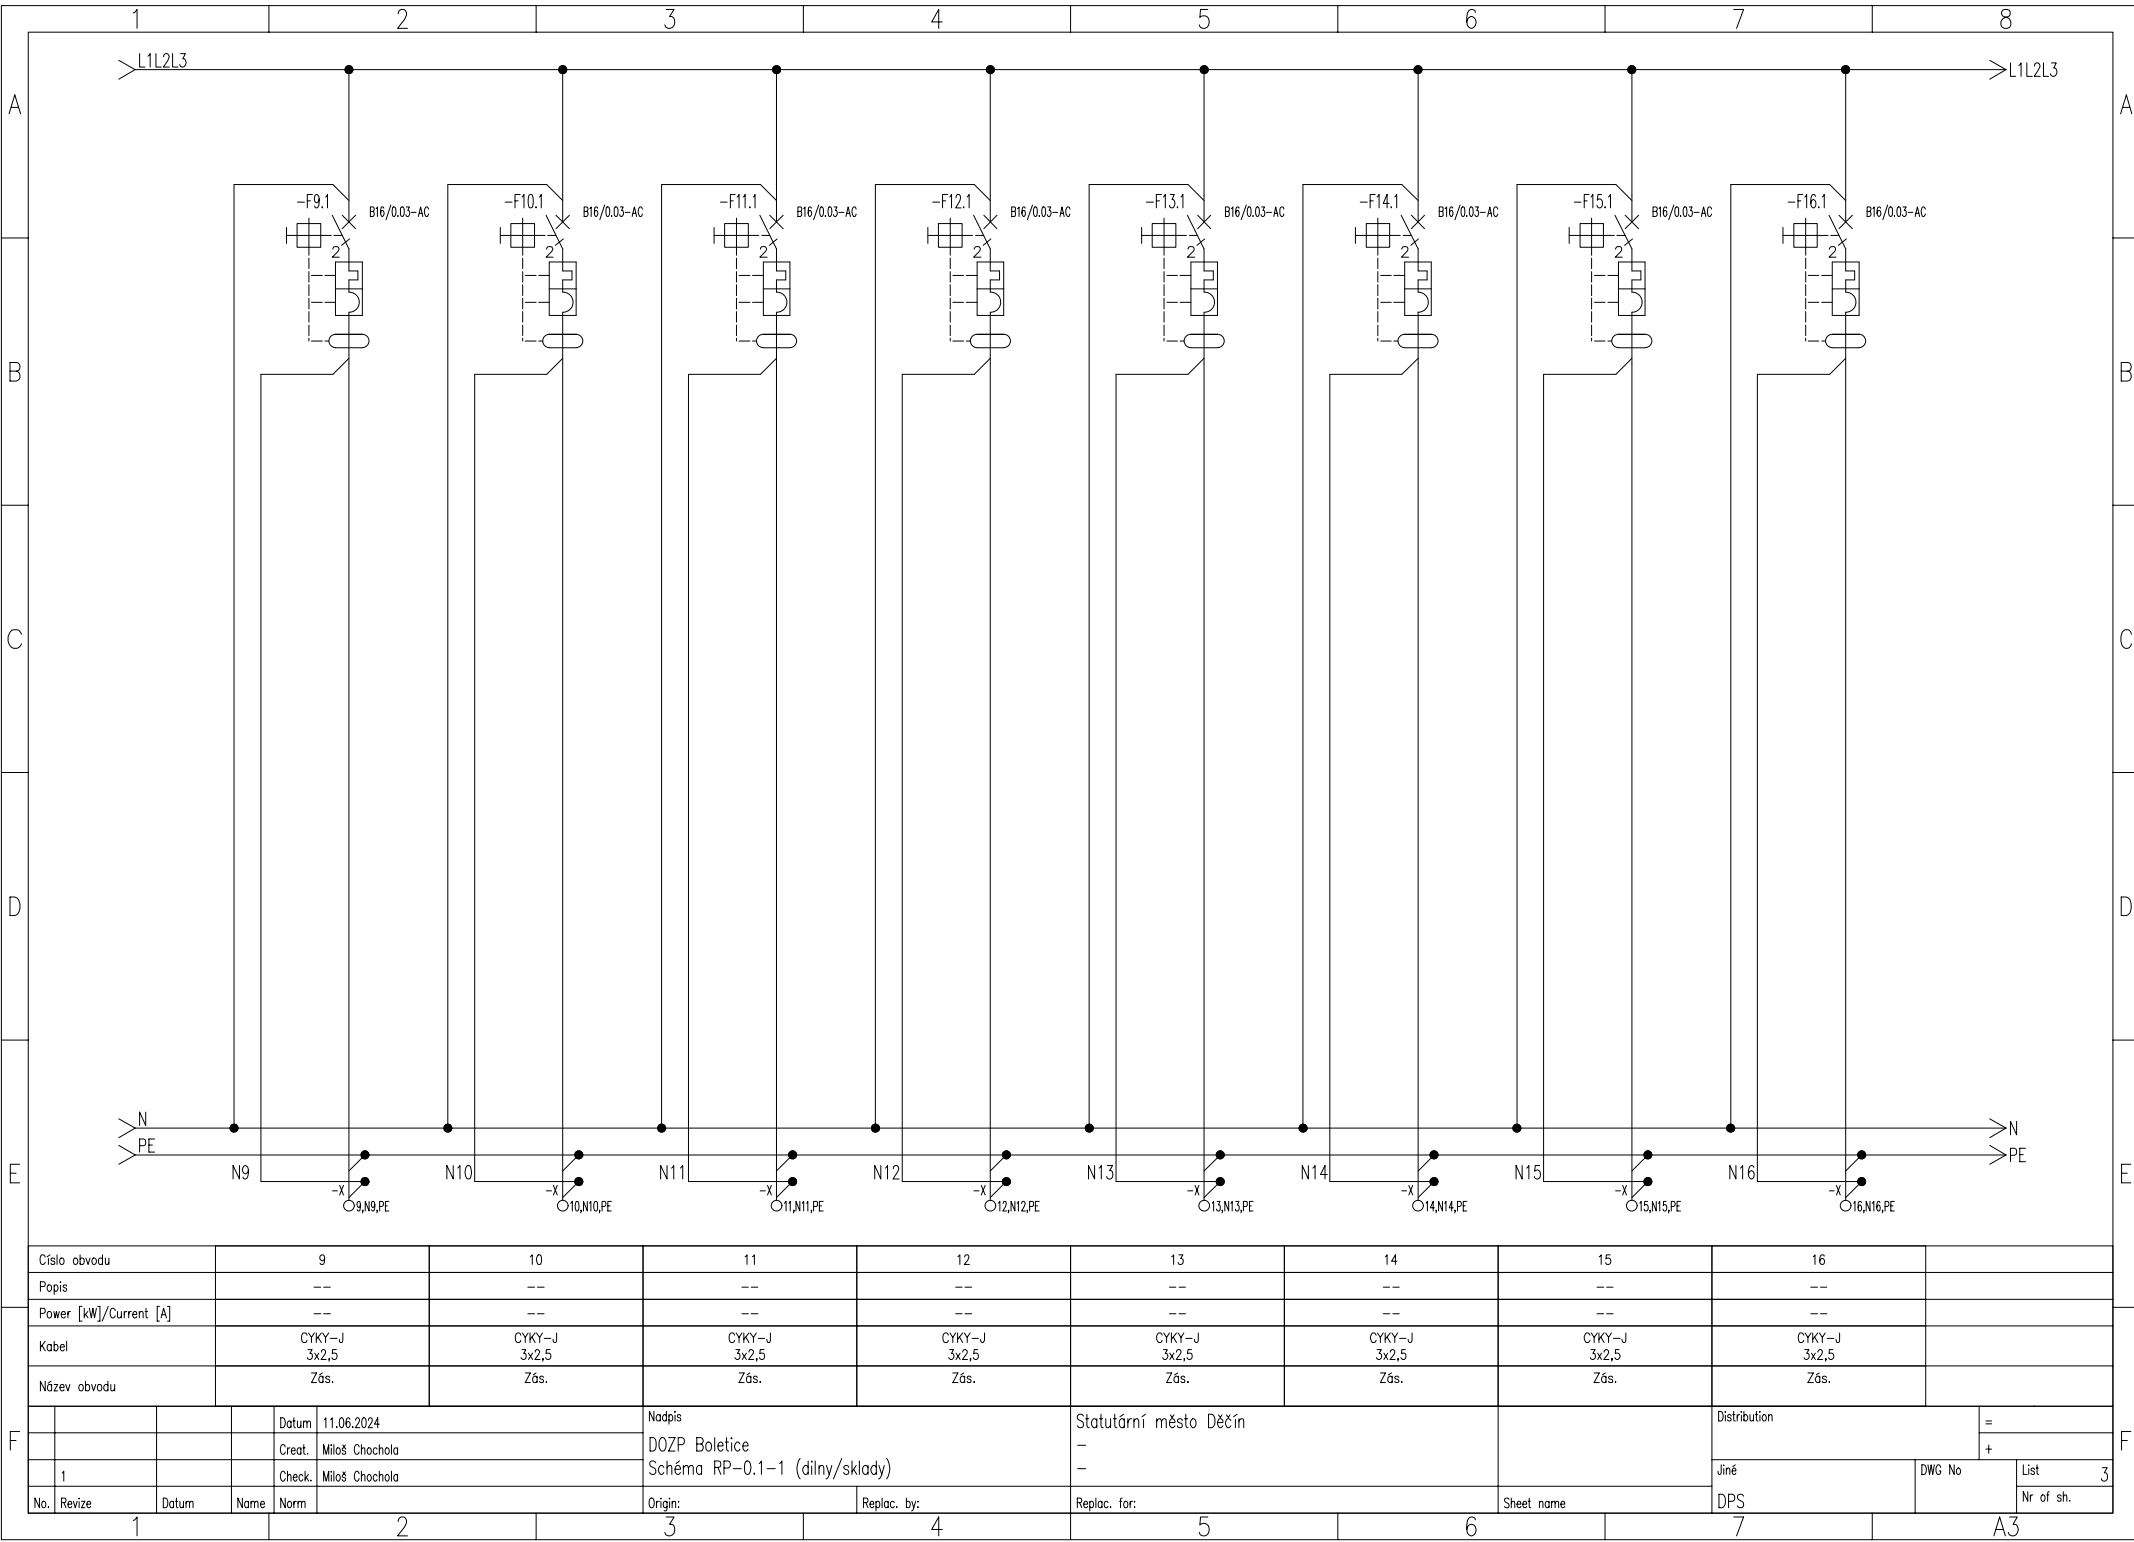 1 2 3 4 5 6 7 8
L1L2L3 L1L2L3
A A
-F9.1 B16/0.03-AC -F10.1 B16/0.03-AC -F11.1 B16/0.03-AC -F12.1 B16/0.03-AC -F13.1 B16/0.03-AC -F14.1 B16/0.03-AC -F15.1 B16/0.03-AC -F16.1 B16/0.03-AC
2 2 2 2 2 2 2 2
B B
C C
D D
N N
PE PE
E N9 N10 N11 N12 N13 N14 N15 N16 E
-X -X -X -X -X -X -X -X
9,N9,PE 10,N10,PE 11,N11,PE 12,N12,PE 13,N13,PE 14,N14,PE 15,N15,PE 16,N16,PE
Císlo obvodu 9 10 11 12 13 14 15 16
Popis -- -- -- -- -- -- -- --
Power [kW]/Current [A] -- -- -- -- -- -- -- --
Kabel CYKY-J CYKY-J CYKY-J CYKY-J CYKY-J CYKY-J CYKY-J CYKY-J
3x2,5 3x2,5 3x2,5 3x2,5 3x2,5 3x2,5 3x2,5 3x2,5
Název obvodu Zás. Zás. Zás. Zás. Zás. Zás. Zás. Zás.
F F
Datum 11.06.2024 Nadpis Statutární město Děčín Distribution =
Creat. Miloš Chochola DOZP Boletice - +
1 Check. Miloš Chochola Schéma RP-0.1-1 (dílny/sklady) - Jiné DWG No List 3
No. Revize Datum Name Norm Origin: Replac. by: Replac. for: Sheet name DPS Nr of sh.
1 2 3 4 5 6 7 A3